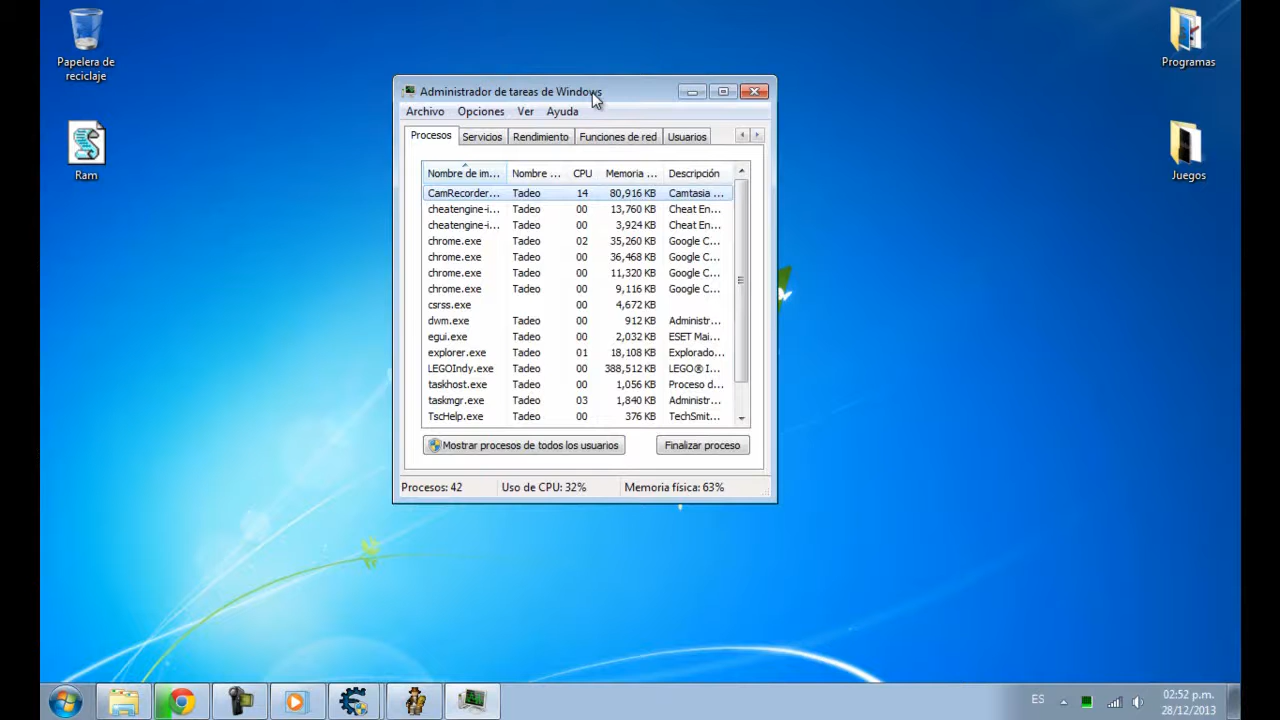 Papelera de
reciclaje
Ram
Programas
Juegos
Administrador de tareas de Windows
Archivo Opciones Ver Ayuda
Procesos Servicios Rendimiento Funciones de red Usuarios
Nombre de im... Nombre ... CPU Memoria ... Descripción
CamRecorder... Tadeo 14 80,916 KB Camtasia ...
cheatengine-i... Tadeo 00 13,760 KB Cheat En...
cheatengine-i... Tadeo 00 3,924 KB Cheat En...
chrome.exe Tadeo 02 35,260 KB Google C...
chrome.exe Tadeo 00 36,468 KB Google C...
chrome.exe Tadeo 00 11,320 KB Google C...
chrome.exe Tadeo 00 9,116 KB Google C...
csrss.exe 00 4,672 KB
dwm.exe Tadeo 00 912 KB Administr...
egui.exe Tadeo 00 2,032 KB ESET Mai...
explorer.exe Tadeo 01 18,108 KB Explorado...
LEGOIndy.exe Tadeo 00 388,512 KB LEGO® I...
taskhost.exe Tadeo 00 1,056 KB Proceso d...
taskmgr.exe Tadeo 03 1,840 KB Administr...
TscHelp.exe Tadeo 00 376 KB TechSmit...
Mostrar procesos de todos los usuarios Finalizar proceso
Procesos: 42 Uso de CPU: 32% Memoria física: 63%
ES
02:52 p.m.
28/12/2013